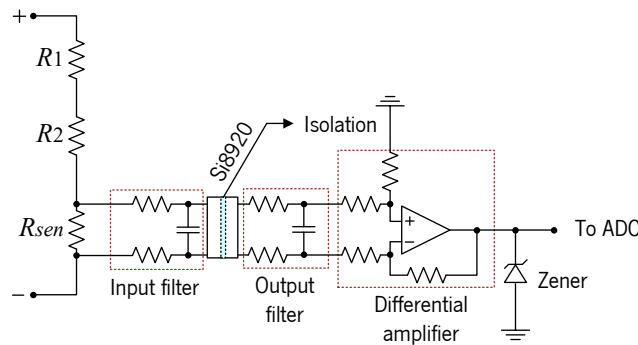 +
R1
R2
Rsen
−
Si8920
Isolation
Input filter
Output
filter
+
−
Differential
amplifier
To ADC
Zener